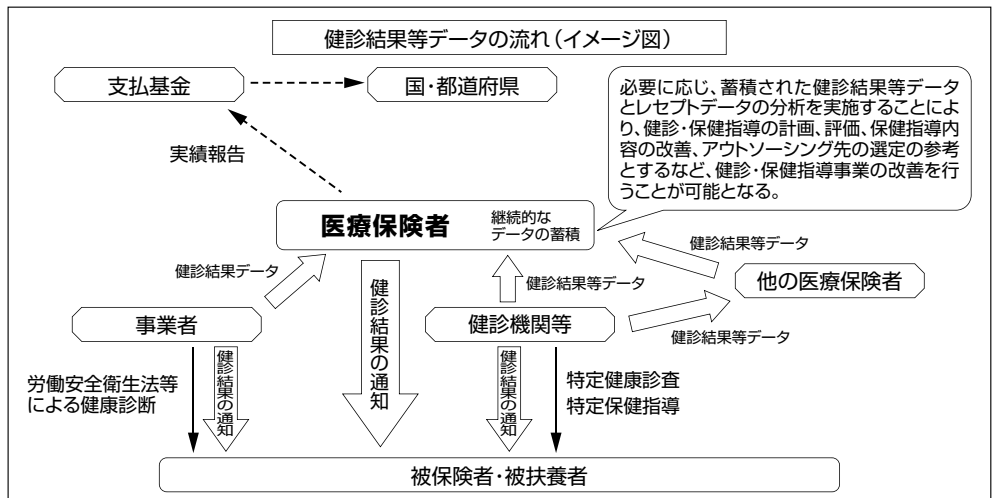 健診結果等データの流れ(イメージ図)
支払基金
国・都道府県
必要に応じ、蓄積された健診結果等データ
とレセプトデータの分析を実施することによ
り、健診・保健指導の計画、評価、保健指導内
容の改善、アウトソーシング先の選定の参考
とするなど、健診・保健指導事業の改善を行
うことが可能となる。
実績報告
医療保険者
継続的な
データの蓄積
健診結果等データ
健診結果データ
健診結果等データ
他の医療保険者
事業者
健診結果の通知
健診機関等
健診結果等データ
労働安全衛生法等
による健康診断
健診結果の通知
健診結果の通知
特定健康診査
特定保健指導
被保険者・被扶養者